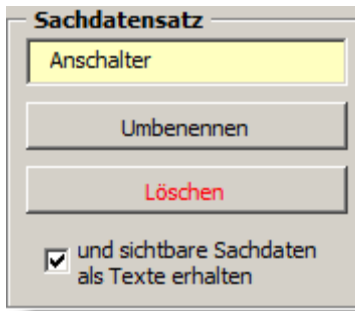 Sachdatensatz
Anschalter
Umbenennen
Löschen
und sichtbare Sachdaten
als Texte erhalten